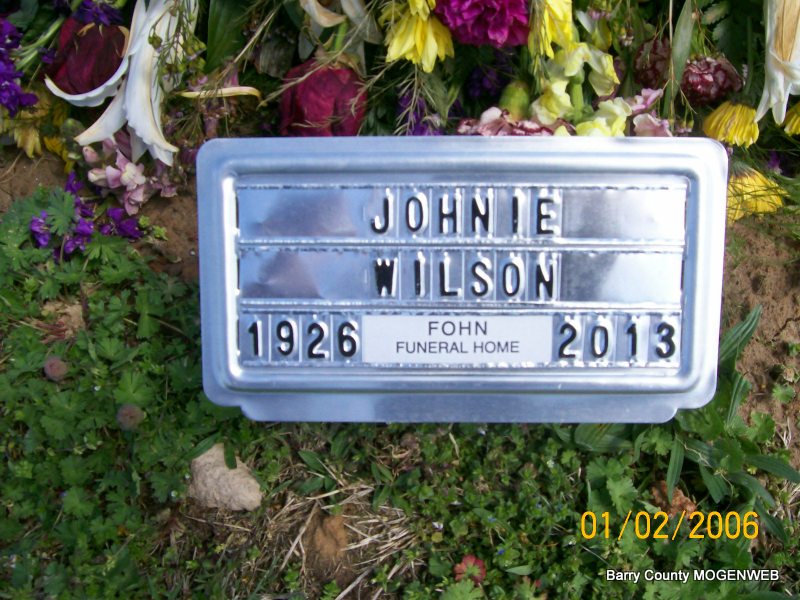 JOHNIE
WILSON
1926 FOHN FUNERAL HOME 2013
01/02/2006
Barry County MOGENWEB